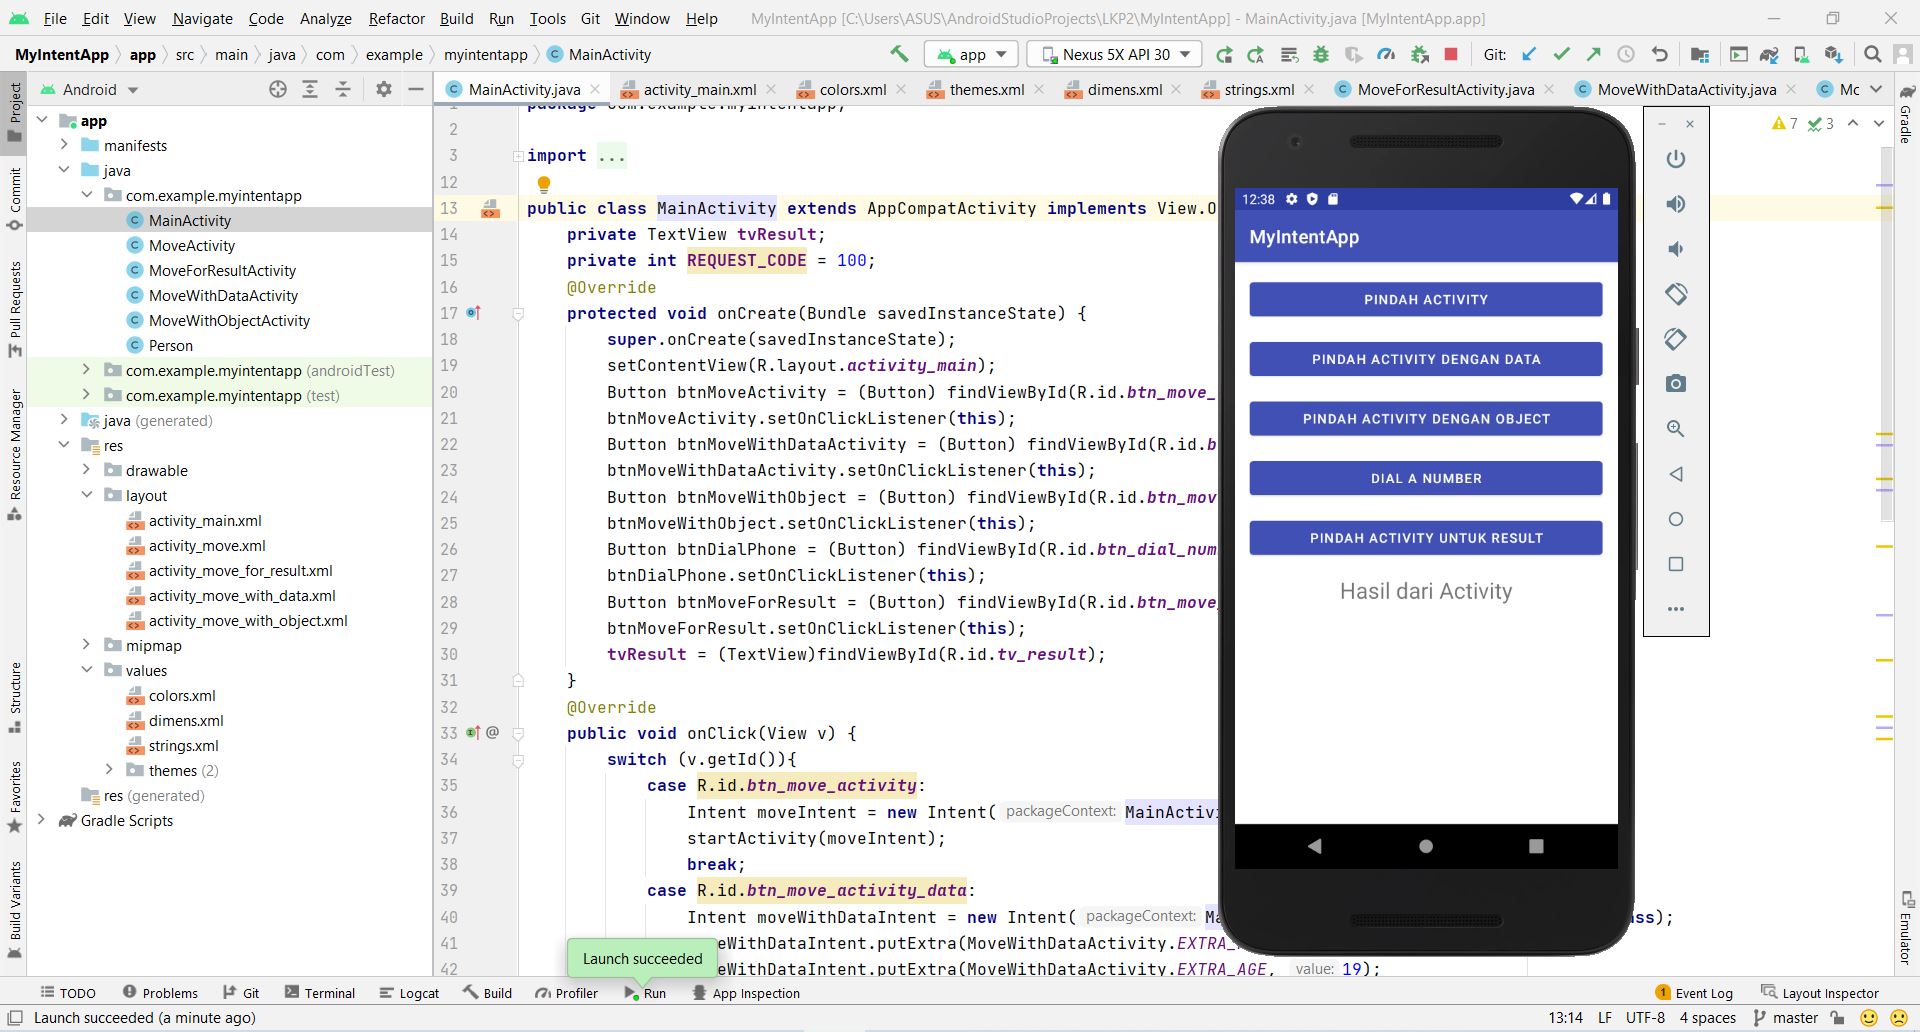 File Edit View Navigate Code Analyze Refactor Build Run Tools Git Window Help MyIntentApp [C:\Users\ASUS\AndroidStudioProjects\LKP2\MyIntentApp] - MainActivity.java [MyIntentApp.app]
MyIntentApp app src main java com example myintentapp MainActivity app Nexus 5X API 30 Git:
Android
MainActivity.java activity_main.xml colors.xml themes.xml dimens.xml strings.xml MoveForResultActivity.java MoveWithDataActivity.java
Project
Commit
Pull Requests
Resource Manager
Structure
Favorites
Build Variants
app
manifests
java
com.example.myintentapp
MainActivity
MoveActivity
MoveForResultActivity
MoveWithDataActivity
MoveWithObjectActivity
Person
com.example.myintentapp (androidTest)
com.example.myintentapp (test)
java (generated)
res
drawable
layout
activity_main.xml
activity_move.xml
activity_move_for_result.xml
activity_move_with_data.xml
activity_move_with_object.xml
mipmap
values
colors.xml
dimens.xml
strings.xml
themes (2)
res (generated)
Gradle Scripts
1 package com.example.myintentapp;
2
3 import ...
12
13 public class MainActivity extends AppCompatActivity implements View.O
14 private TextView tvResult;
15 private int REQUEST_CODE = 100;
16 @Override
17 protected void onCreate(Bundle savedInstanceState) {
18 super.onCreate(savedInstanceState);
19 setContentView(R.layout.activity_main);
20 Button btnMoveActivity = (Button) findViewById(R.id.btn_move_
21 btnMoveActivity.setOnClickListener(this);
22 Button btnMoveWithDataActivity = (Button) findViewById(R.id.b
23 btnMoveWithDataActivity.setOnClickListener(this);
24 Button btnMoveWithObject = (Button) findViewById(R.id.btn_mov
25 btnMoveWithObject.setOnClickListener(this);
26 Button btnDialPhone = (Button) findViewById(R.id.btn_dial_num
27 btnDialPhone.setOnClickListener(this);
28 Button btnMoveForResult = (Button) findViewById(R.id.btn_move_
29 btnMoveForResult.setOnClickListener(this);
30 tvResult = (TextView)findViewById(R.id.tv_result);
31 }
32 @Override
33 public void onClick(View v) {
34 switch (v.getId()){
35 case R.id.btn_move_activity:
36 Intent moveIntent = new Intent( packageContext: MainActivi
37 startActivity(moveIntent);
38 break;
39 case R.id.btn_move_activity_data:
40 Intent moveWithDataIntent = new Intent( packageContext: Ma ss);
41 eWithDataIntent.putExtra(MoveWithDataActivity.EXTRA_
42 eWithDataIntent.putExtra(MoveWithDataActivity.EXTRA_AGE, value: 19);
Launch succeeded
7 3
12:38
MyIntentApp
PINDAH ACTIVITY
PINDAH ACTIVITY DENGAN DATA
PINDAH ACTIVITY DENGAN OBJECT
DIAL A NUMBER
PINDAH ACTIVITY UNTUK RESULT
Hasil dari Activity
Gradle
Emulator
TODO Problems Git Terminal Logcat Build Profiler Run App Inspection 1 Event Log Layout Inspector
Launch succeeded (a minute ago) 13:14 LF UTF-8 4 spaces master